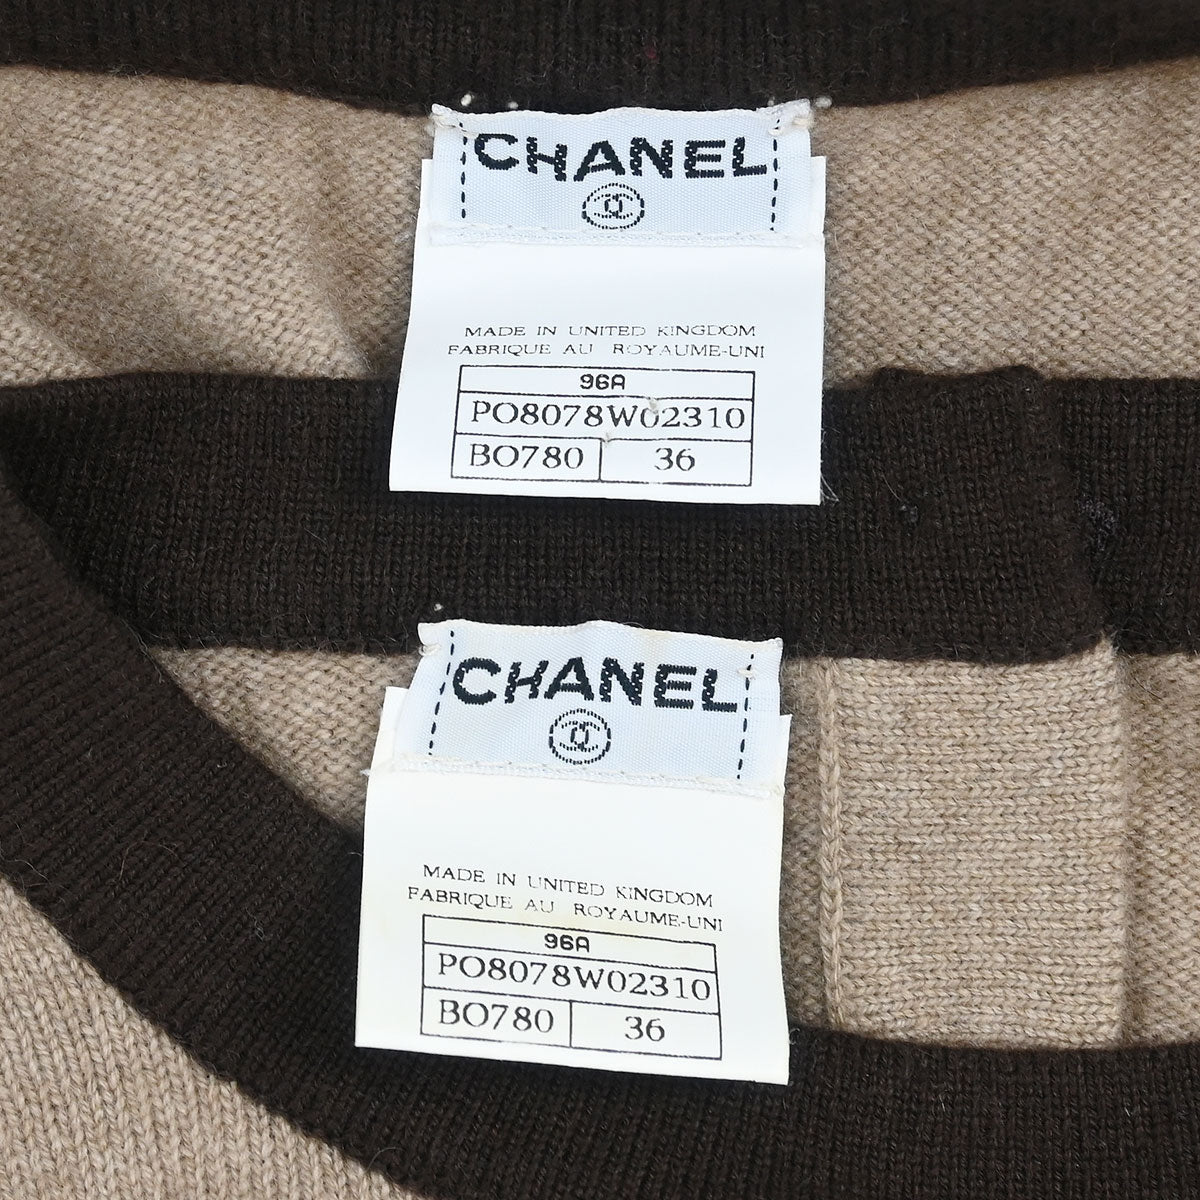 CHANEL
MADE IN UNITED KINGDOM
FABRIQUE AU ROYAUME-UNI
96A
PO8078W02310
BO780 36
CHANEL
MADE IN UNITED KINGDOM
FABRIQUE AU ROYAUME-UNI
96A
PO8078W02310
BO780 36